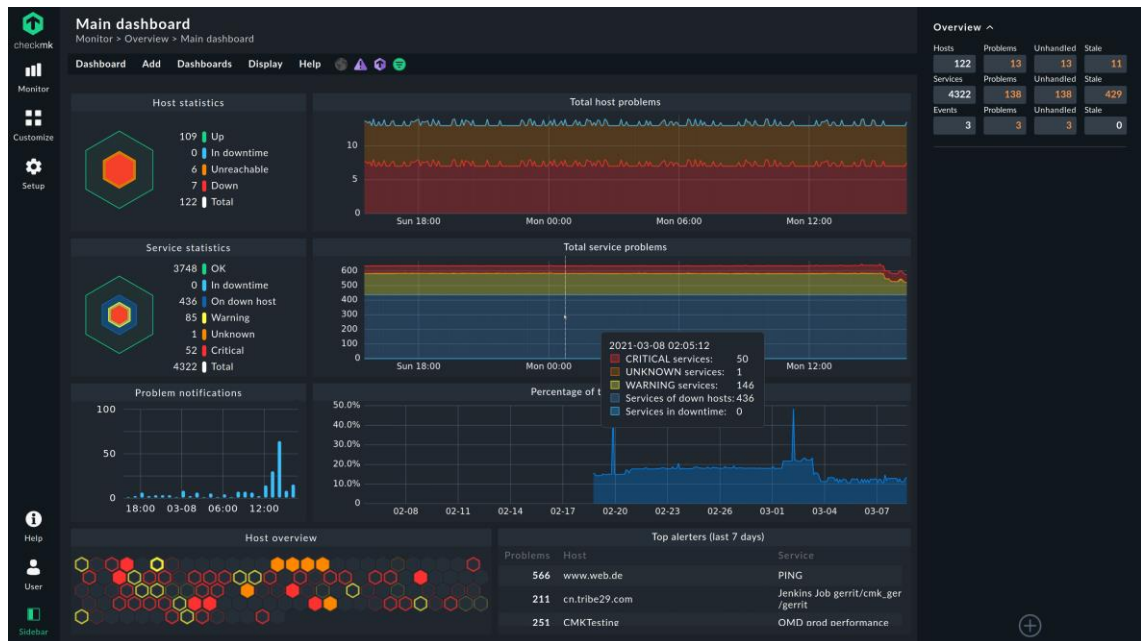 checkmk
Monitor
Customize
Setup
Help
User
Sidebar
Main dashboard
Monitor > Overview > Main dashboard
Dashboard Add Dashboards Display Help
Host statistics
109 Up
0 In downtime
6 Unreachable
7 Down
122 Total
Total host problems
10
5
0
Sun 18:00 Mon 00:00 Mon 06:00 Mon 12:00
Service statistics
3748 OK
0 In downtime
436 On down host
85 Warning
1 Unknown
52 Critical
4322 Total
Total service problems
600
500
400
300
200
100
0
Sun 18:00 Mon 00:00 Mon 12:00
2021-03-08 02:05:12
CRITICAL services: 50
UNKNOWN services: 1
WARNING services: 146
Services of down hosts: 436
Services in downtime: 0
Problem notifications
100
50
0
18:00 03-08 06:00 12:00
Percentage of t
50.0%
40.0%
30.0%
20.0%
10.0%
0
02-08 02-11 02-14 02-17 02-20 02-23 02-26 03-01 03-04 03-07
Host overview
Top alerters (last 7 days)
Problems Host Service
566 www.web.de PING
211 cn.tribe29.com Jenkins Job gerrit/cmk_ger
/gerrit
251 CMKTesting OMD prod performance
Overview
Hosts Problems Unhandled Stale
122 13 13 11
Services Problems Unhandled Stale
4322 138 138 429
Events Problems Unhandled Stale
3 3 3 0